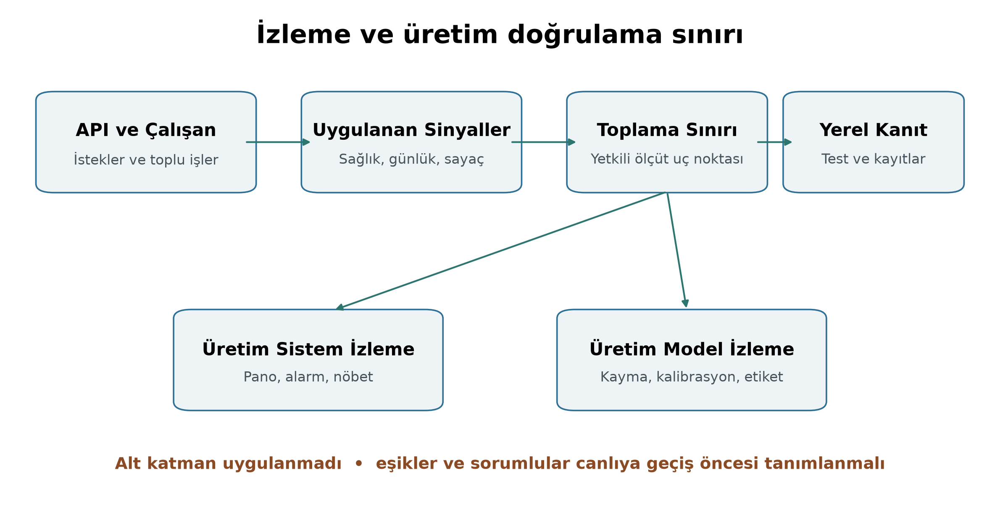 İzleme ve üretim doğrulama sınırı
API ve Çalışan
İstekler ve toplu işler
Uygulanan Sinyaller
Sağlık, günlük, sayaç
Toplama Sınırı
Yetkili ölçüt uç noktası
Yerel Kanıt
Test ve kayıtlar
Üretim Sistem İzleme
Pano, alarm, nöbet
Üretim Model İzleme
Kayma, kalibrasyon, etiket
Alt katman uygulanmadı • eşikler ve sorumlular canlıya geçiş öncesi tanımlanmalı